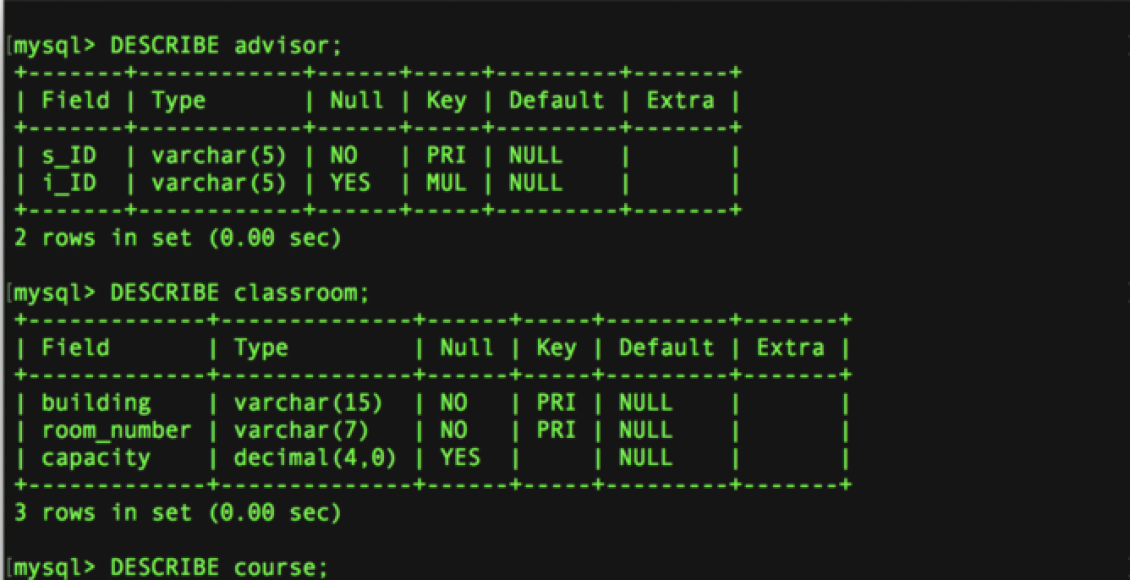 [mysql> DESCRIBE advisor;
+-------+------------+------+-----+---------+-------+
| Field | Type       | Null | Key | Default | Extra |
+-------+------------+------+-----+---------+-------+
| s_ID  | varchar(5) | NO   | PRI | NULL    |       |
| i_ID  | varchar(5) | YES  | MUL | NULL    |       |
+-------+------------+------+-----+---------+-------+
2 rows in set (0.00 sec)
[mysql> DESCRIBE classroom;
+-------------+--------------+------+-----+---------+-------+
| Field       | Type         | Null | Key | Default | Extra |
+-------------+--------------+------+-----+---------+-------+
| building    | varchar(15)  | NO   | PRI | NULL    |       |
| room_number | varchar(7)   | NO   | PRI | NULL    |       |
| capacity    | decimal(4,0) | YES  |     | NULL    |       |
+-------------+--------------+------+-----+---------+-------+
3 rows in set (0.00 sec)
[mysql> DESCRIBE course;